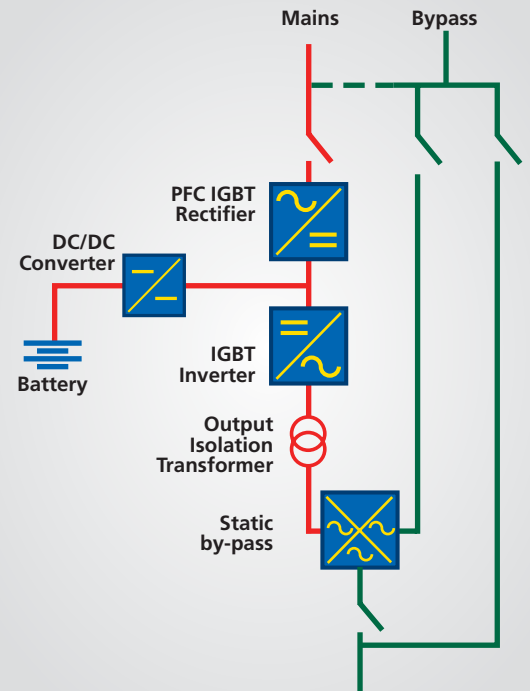 Mains
Bypass
PFC IGBT
Rectifier
DC/DC
Converter
Battery
IGBT
Inverter
Output
Isolation
Transformer
Static
by-pass